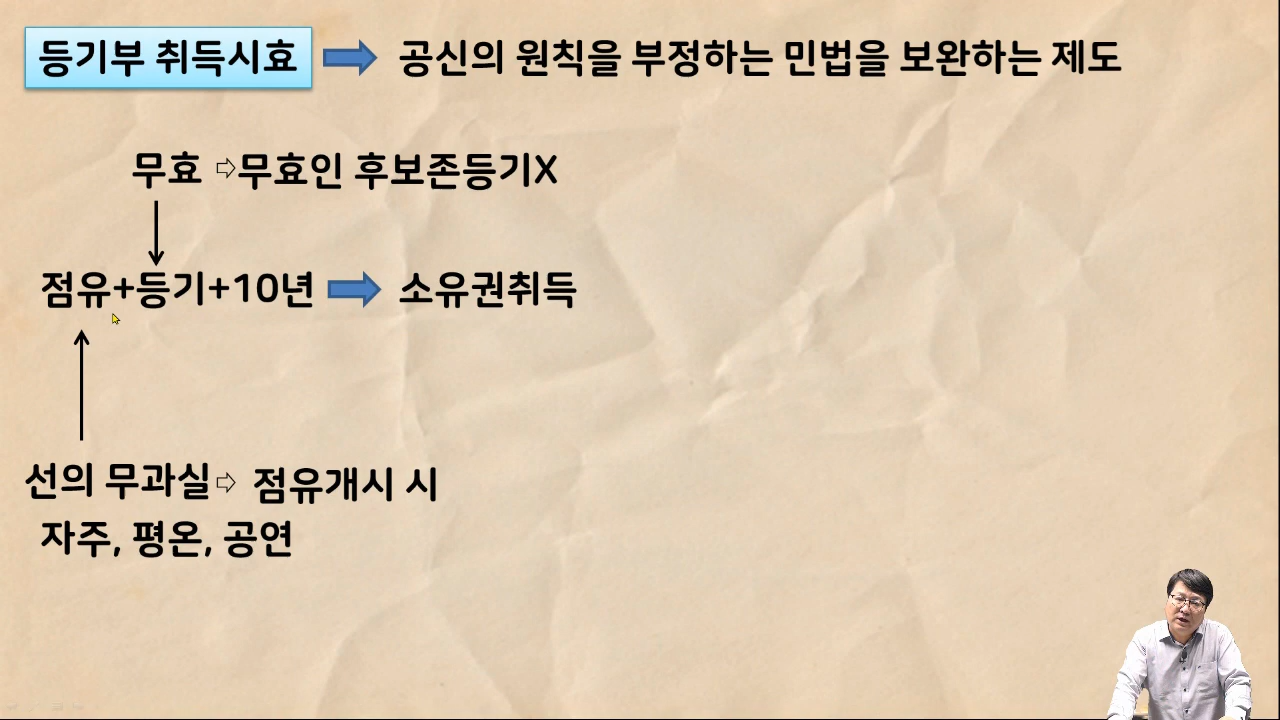 등기부 취득시효 공신의 원칙을 부정하는 민법을 보완하는 제도
무효 ⇨무효인 후보존등기X
점유+등기+10년 소유권취득
선의 무과실⇨ 점유개시 시
자주, 평온, 공연